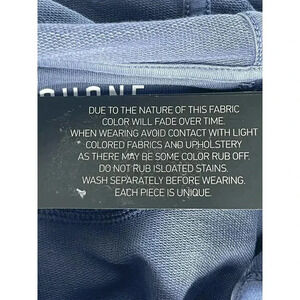 DUE TO THE NATURE OF THIS FABRIC
COLOR WILL FADE OVER TIME.
WHEN WEARING AVOID CONTACT WITH LIGHT
COLORED FABRICS AND UPHOLSTERY
AS THERE MAY BE SOME COLOR RUB OFF.
DO NOT RUB ISLOATED STAINS.
WASH SEPARATELY BEFORE WEARING.
EACH PIECE IS UNIQUE.